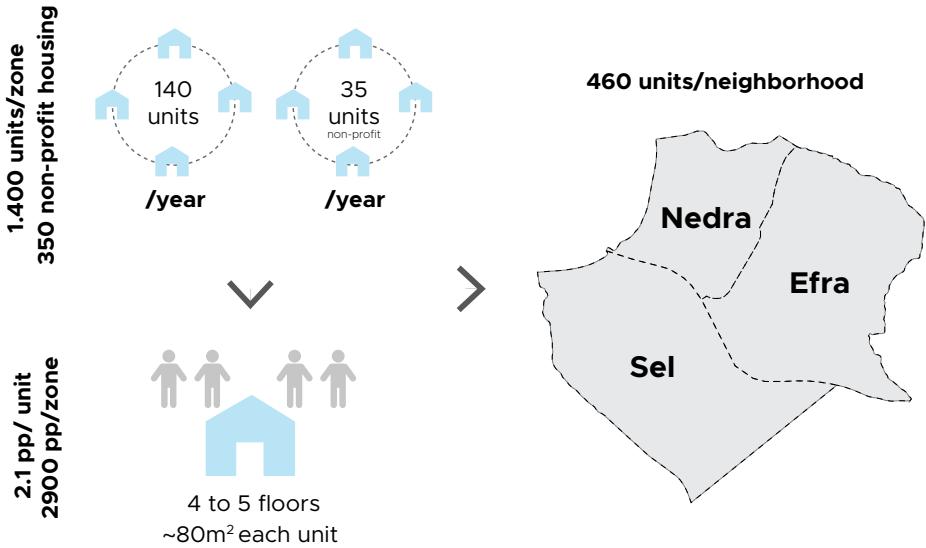 1.400 units/zone
350 non-profit housing
140
units
/year
35
units
non-profit
/year
2.1 pp/ unit
2900 pp/zone
4 to 5 floors
~80m² each unit
460 units/neighborhood
Nedra
Efra
Sel